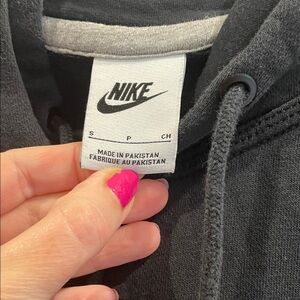 NIKE
S P CH
MADE IN PAKISTAN
FABRIQUÉ AU PAKISTAN